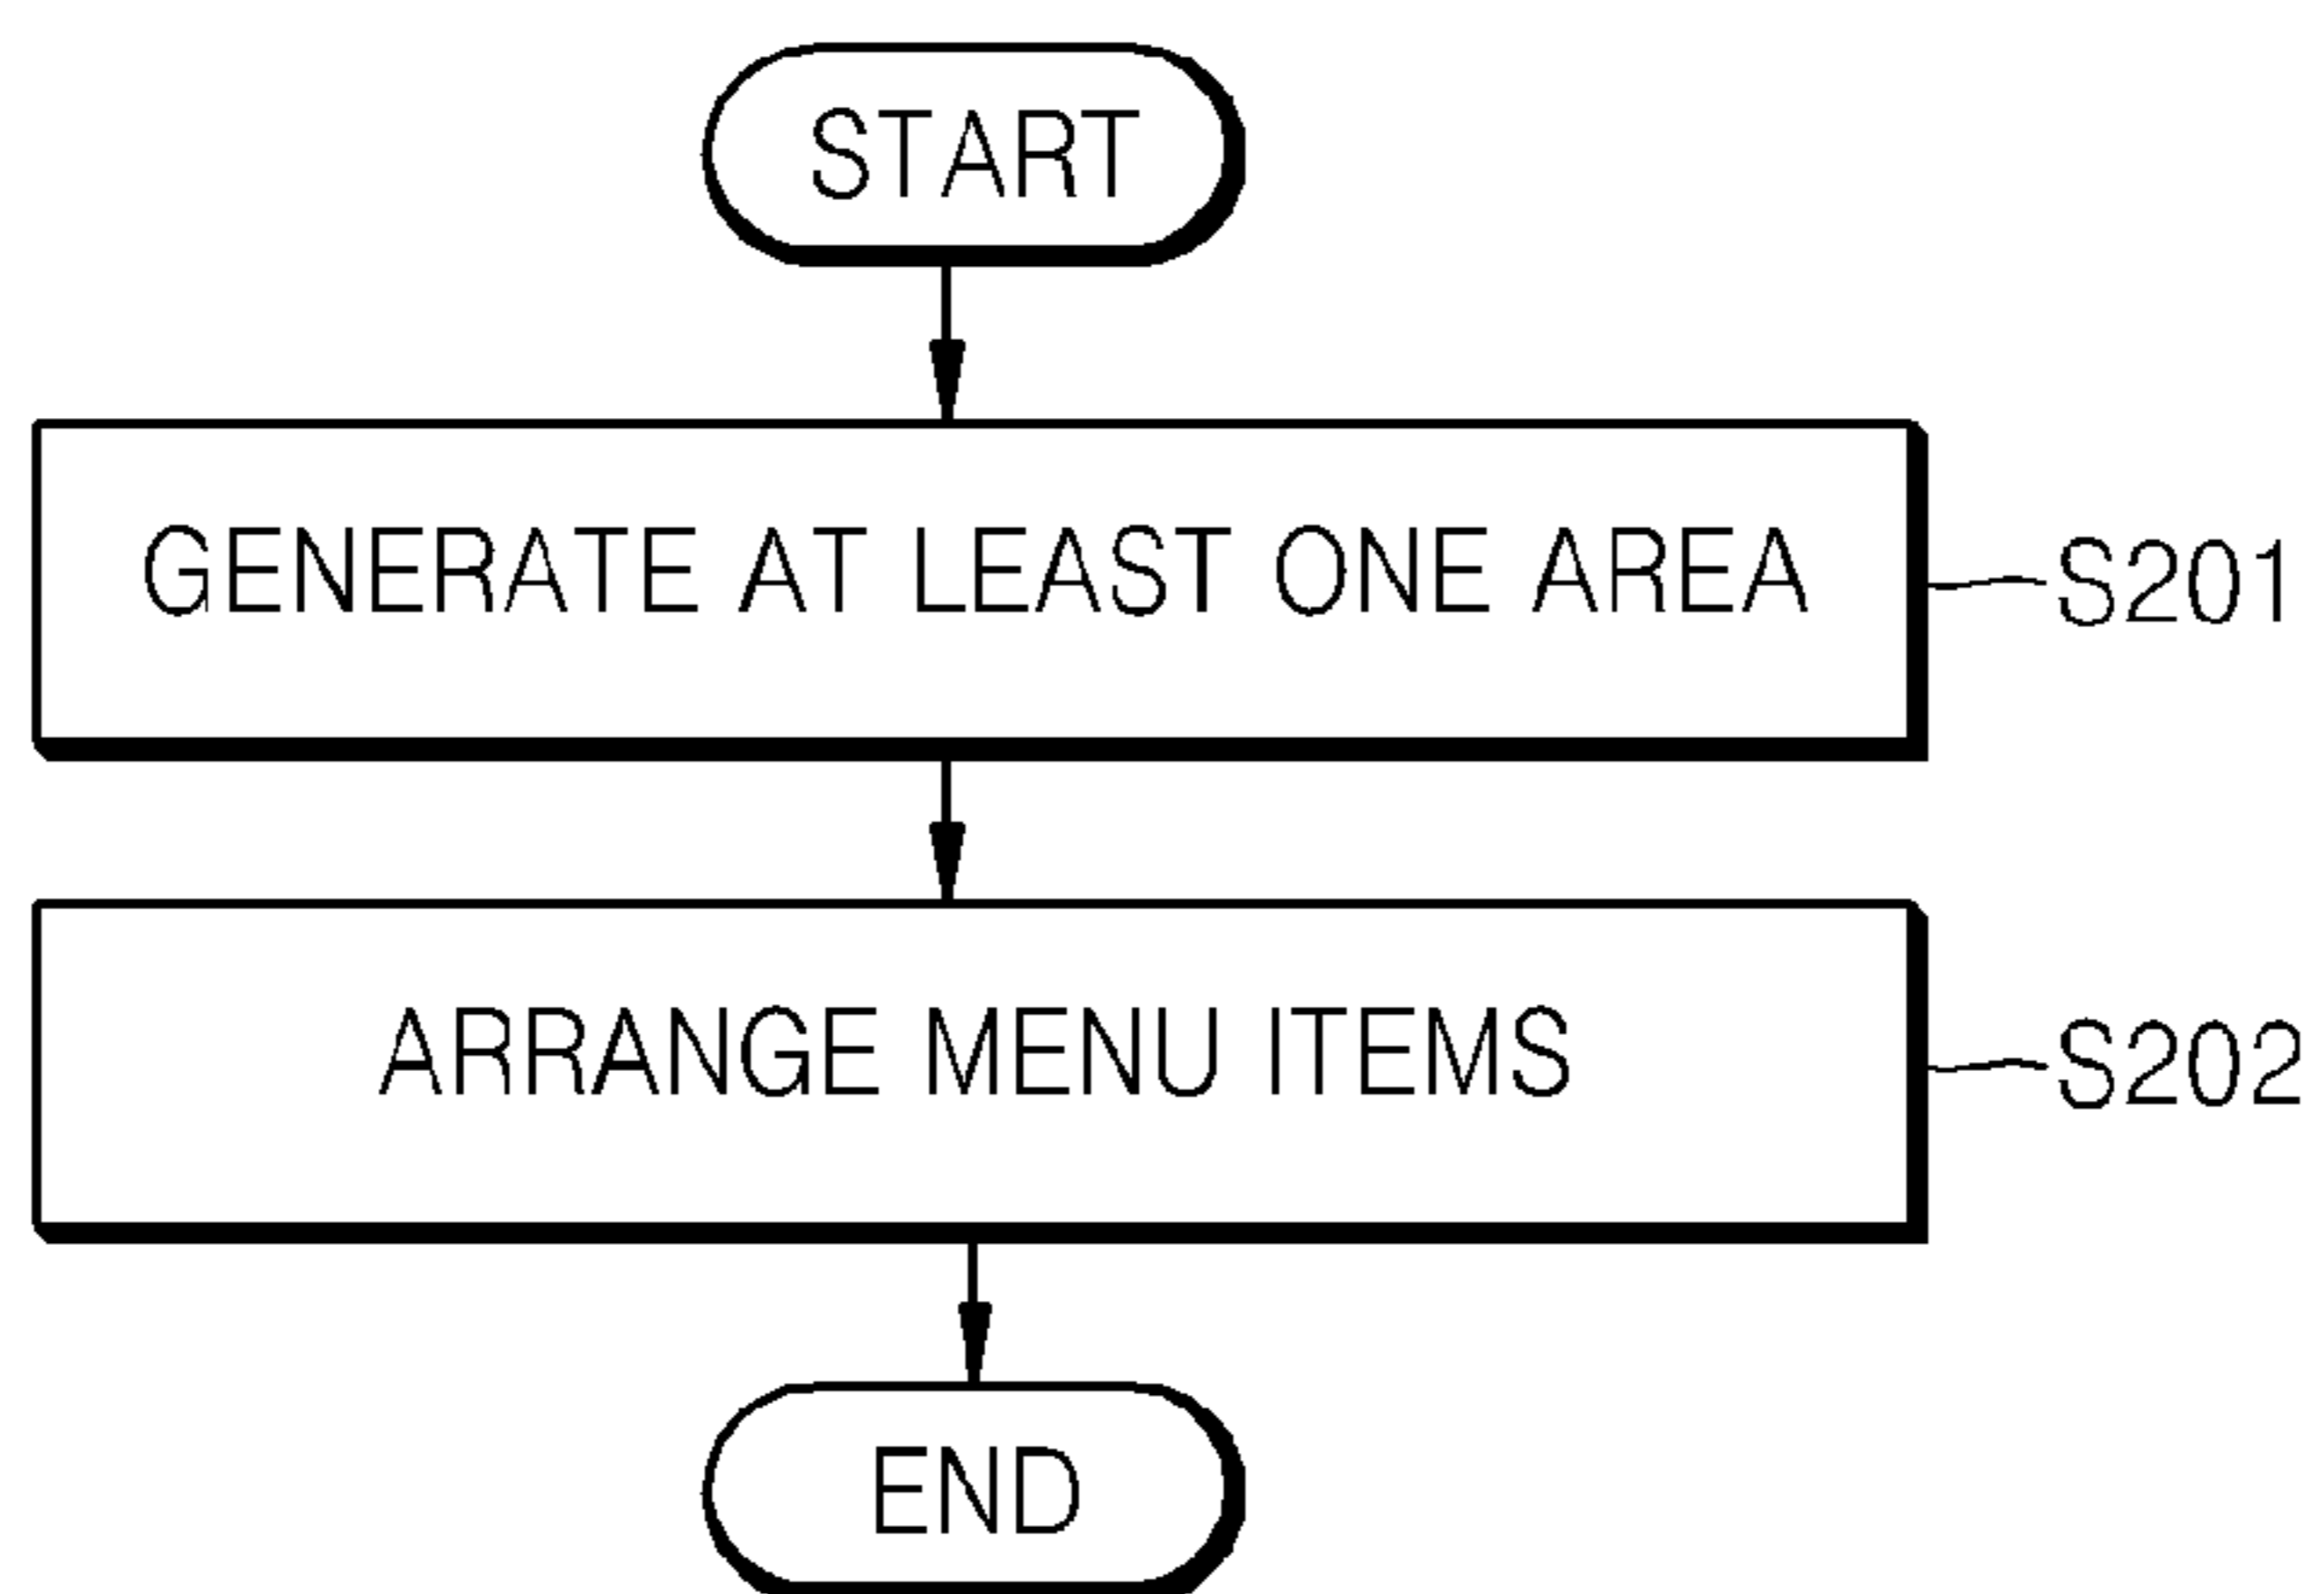 START
GENERATE AT LEAST ONE AREA
S201
ARRANGE MENU ITEMS
S202
END